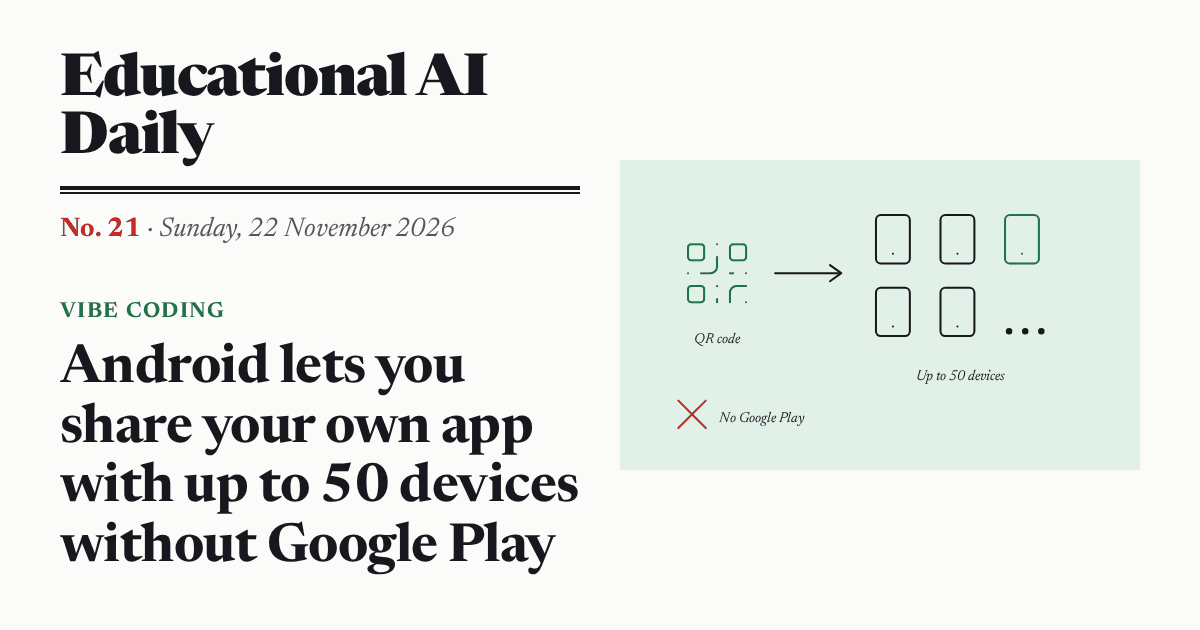 Educational AI
Daily
No. 21 · Sunday, 22 November 2026
VIBE CODING
Android lets you
share your own app
with up to 50 devices
without Google Play
QR code
Up to 50 devices
No Google Play